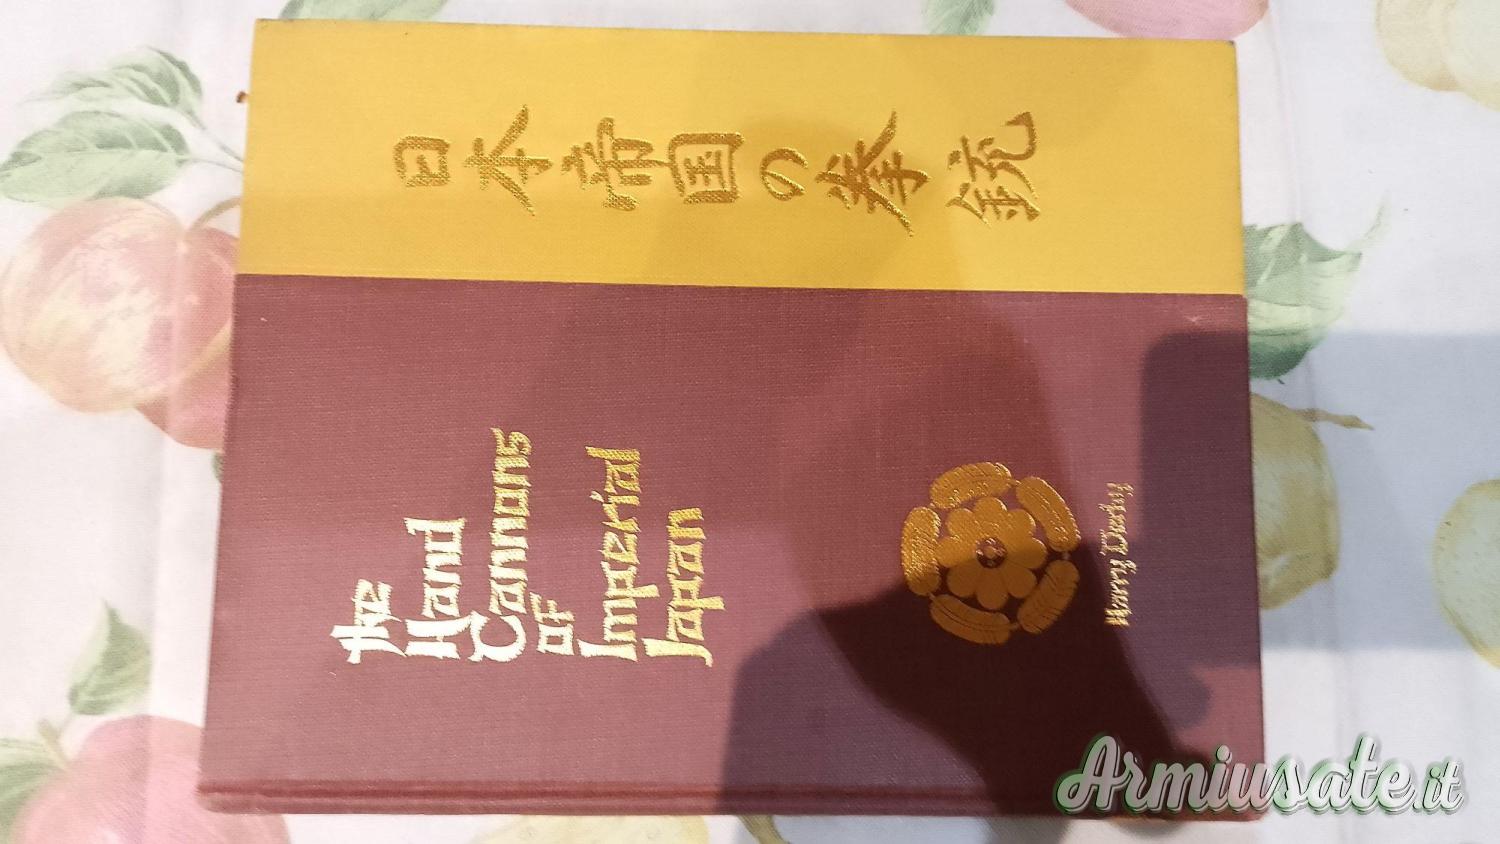 日本帝国の拳銃
the
Hand
Cannons
of
Imperial
Japan
Harry Derby
Armiusate.it